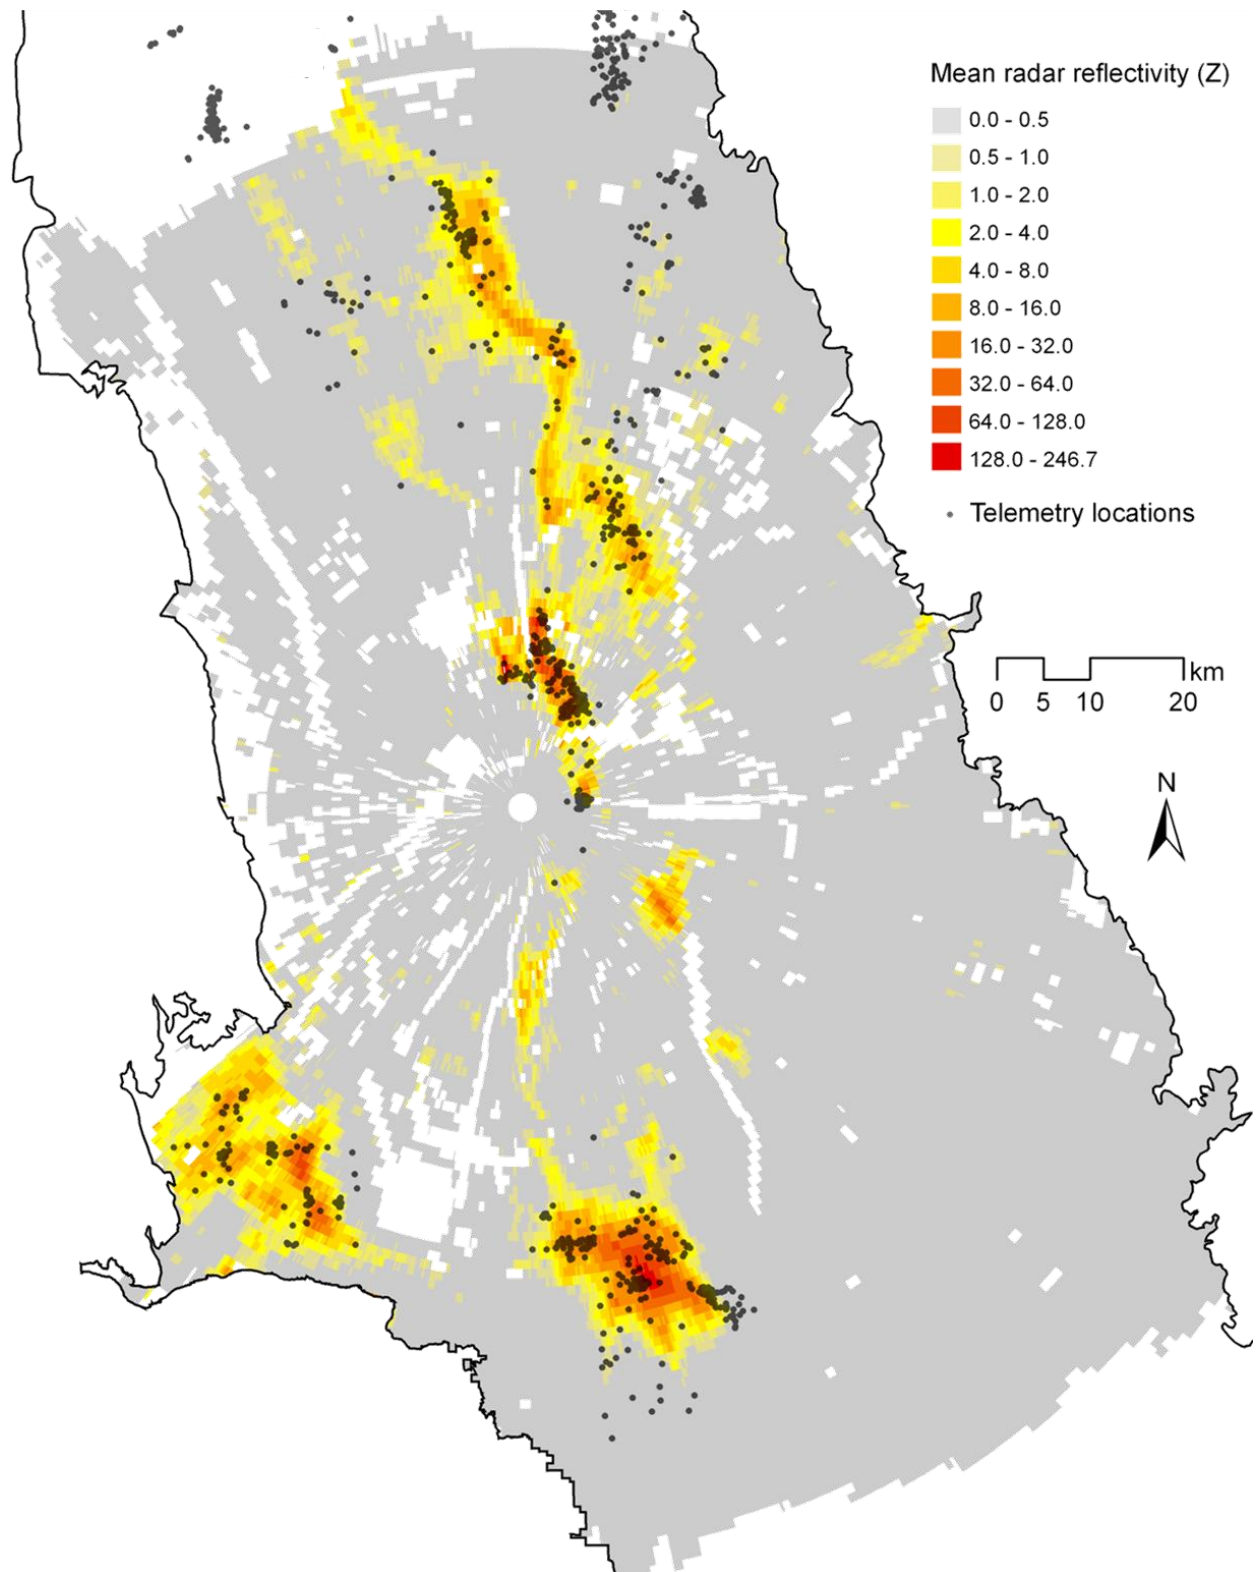 Mean radar reflectivity (Z)
0.0 - 0.5
0.5 - 1.0
1.0 - 2.0
2.0 - 4.0
4.0 - 8.0
8.0 - 16.0
16.0 - 32.0
32.0 - 64.0
64.0 - 128.0
128.0 - 246.7
Telemetry locations
km
0 5 10 20
N